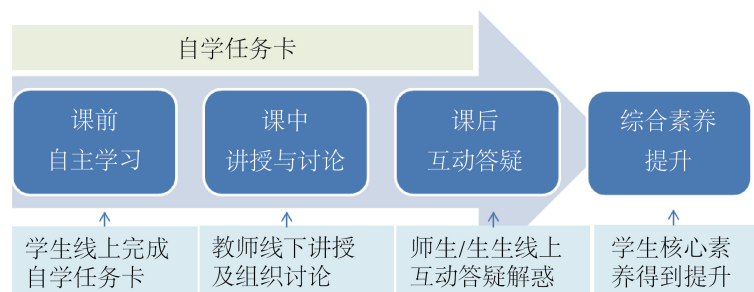 自学任务卡
课前
自主学习
课中
讲授与讨论
课后
互动答疑
综合素养
提升
学生线上完成
自学任务卡
教师线下讲授
及组织讨论
师生/生生线上
互动答疑解惑
学生核心素
养得到提升